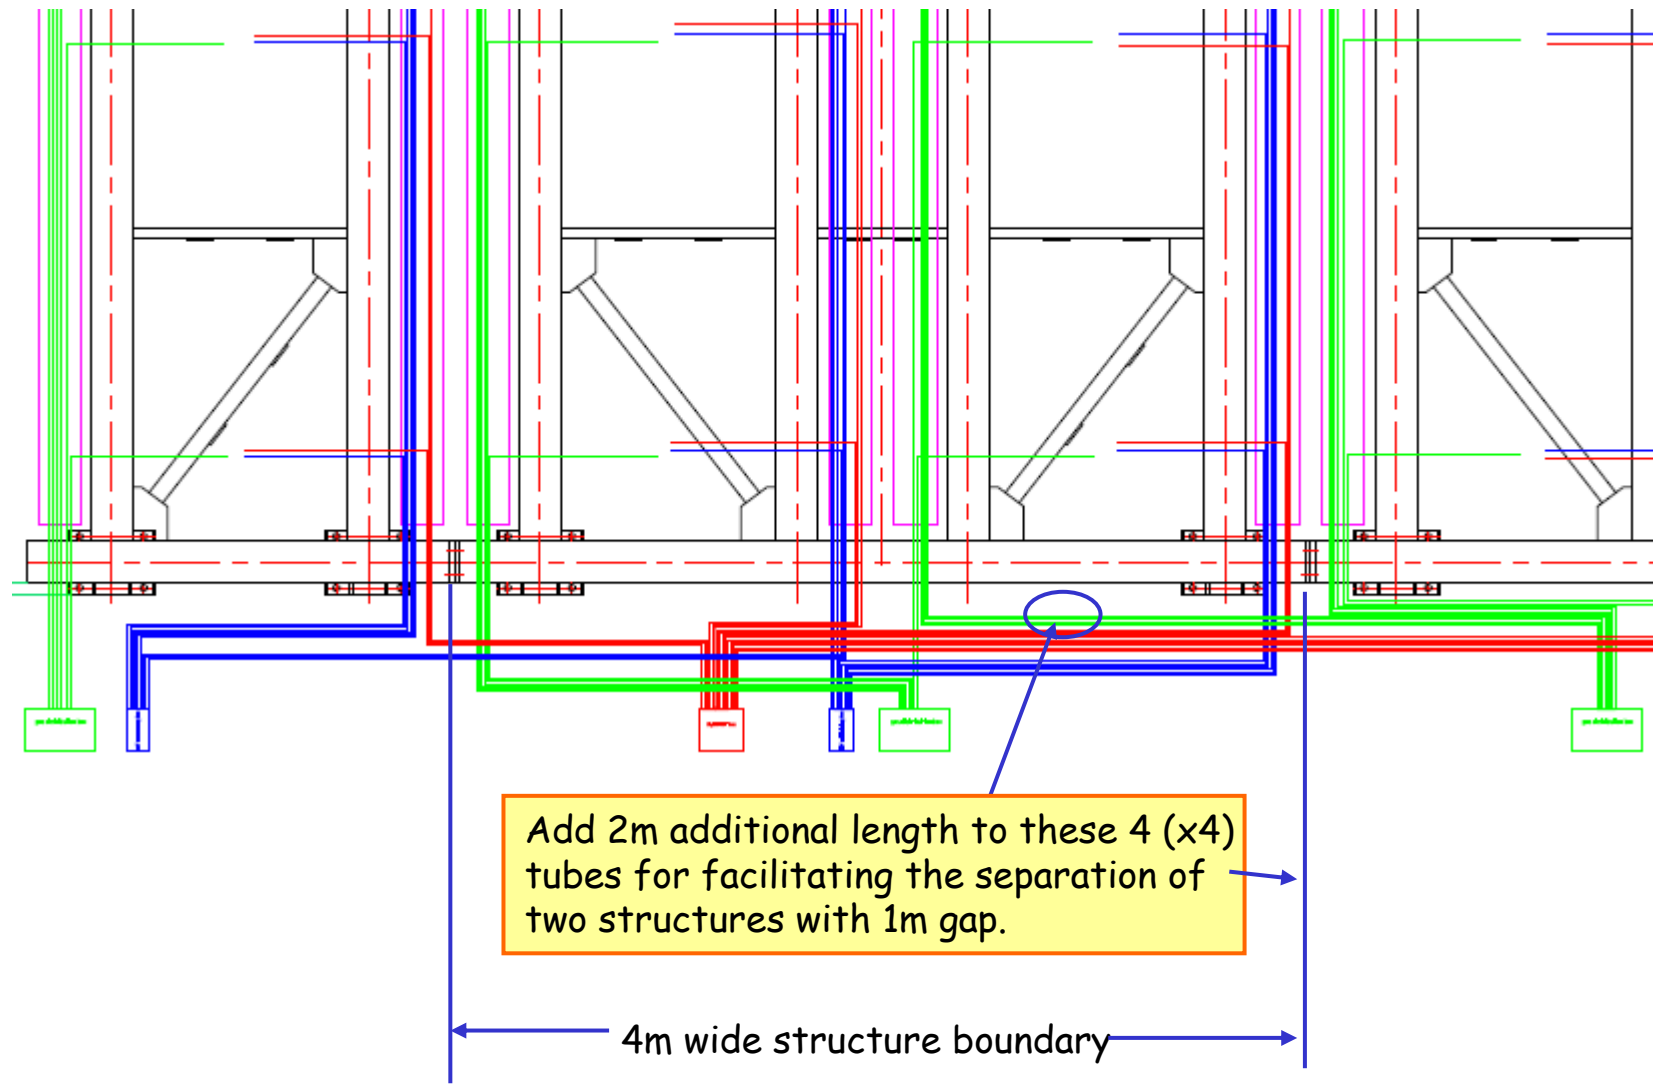 Add 2m additional length to these 4 (x4)
tubes for facilitating the separation of
two structures with 1m gap.
4m wide structure boundary